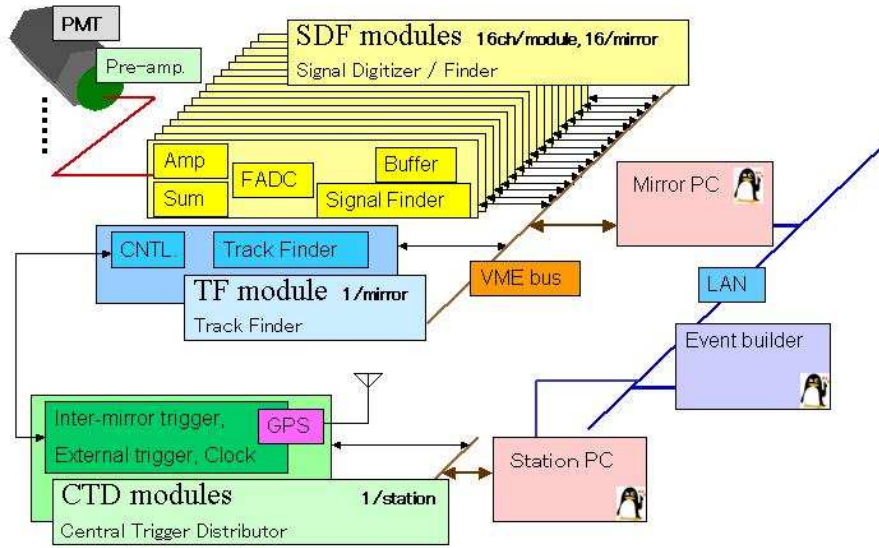 PMT
Pre-amp.
SDF modules 16ch/module, 16/mirror
Signal Digitizer / Finder
Amp
Sum
FADC
Buffer
Signal Finder
Mirror PC
CNTL.
Track Finder
TF module 1/mirror
Track Finder
VME bus
LAN
Event builder
Inter-mirror trigger,
External trigger, Clock
GPS
Station PC
CTD modules 1/station
Central Trigger Distributor